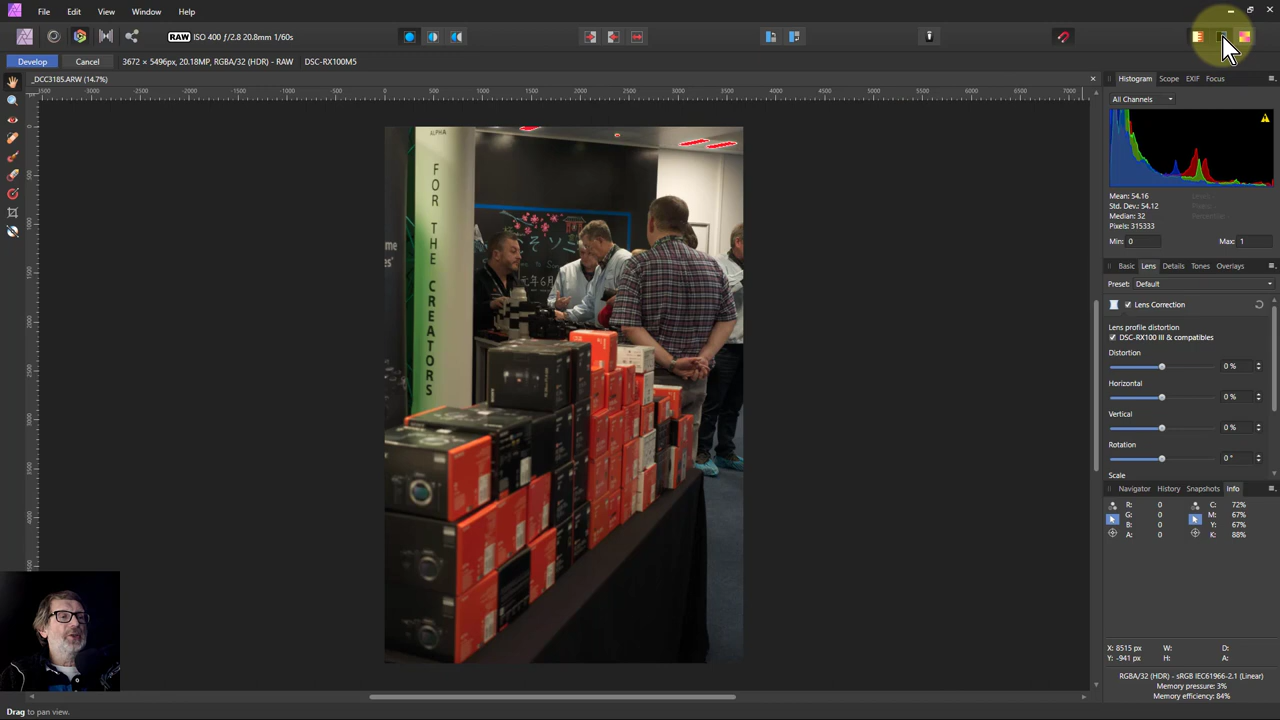 File Edit View Window Help
RAW ISO 400 ƒ/2.8 20.8mm 1/60s
Develop Cancel 3672 × 5496px, 20.18MP, RGBA/32 (HDR) - RAW DSC-RX100M5
_DCC3185.ARW (14.7%)
Histogram Scope EXIF Focus
All Channels
Mean: 54.16
Std. Dev.: 54.12
Median: 32
Pixels: 315333
Min: 0 Max: 1
Basic Lens Details Tones Overlays
Preset: Default
Lens Correction
Lens profile distortion
DSC-RX100 III & compatibles
Distortion
0 %
Horizontal
0 %
Vertical
0 %
Rotation
0 °
Scale
Navigator History Snapshots Info
R: 0 C: 72%
G: 0 M: 67%
B: 0 Y: 67%
A: 0 K: 88%
X: 8515 px W: D:
Y: -941 px H: A:
RGBA/32 (HDR) - sRGB IEC61966-2.1 (Linear)
Memory pressure: 3%
Memory efficiency: 84%
Drag to pan view.
ALPHA
FOR THE CREATORS